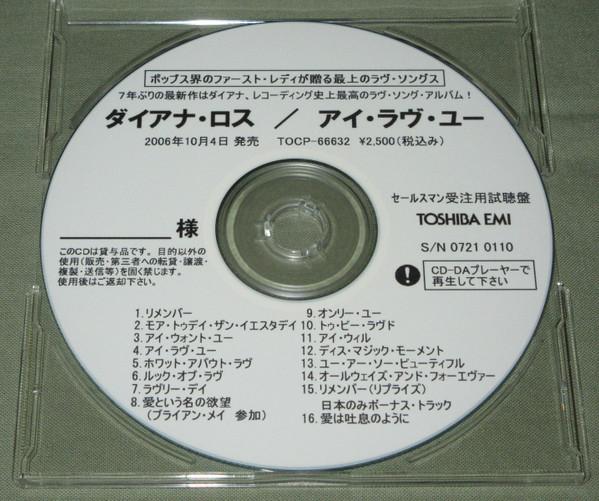 ポップス界のファースト・レディが贈る最上のラヴ・ソングス
7年ぶりの最新作はダイアナ、レコーディング史上最高のラヴ・ソング・アルバム!
ダイアナ・ロス / アイ・ラヴ・ユー
2006年10月4日 発売 TOCP-66632 ¥2,500(税込み)
様
このCDは貸与品です。目的以外の
使用(販売・第三者への転貸・譲渡・
複製・送信等)を固く禁じます。
使用後はご返却下さい。
セールスマン受注用試聴盤
TOSHIBA EMI
S/N 0721 0110
! CD-DAプレーヤーで
再生して下さい
1.リメンバー
2.モア・トゥデイ・ザン・イエスタデイ
3.アイ・ウォント・ユー
4.アイ・ラヴ・ユー
5.ホワット・アバウト・ラヴ
6.ルック・オブ・ラヴ
7.ラヴリー・デイ
8.愛という名の欲望
(ブライアン・メイ 参加)
9.オンリー・ユー
10.トゥ・ビー・ラヴド
11.アイ・ウィル
12.ディス・マジック・モーメント
13.ユー・アー・ソー・ビューティフル
14.オールウェイズ・アンド・フォーエヴァー
15.リメンバー(リプライズ)
日本のみボーナス・トラック
16.愛は吐息のように